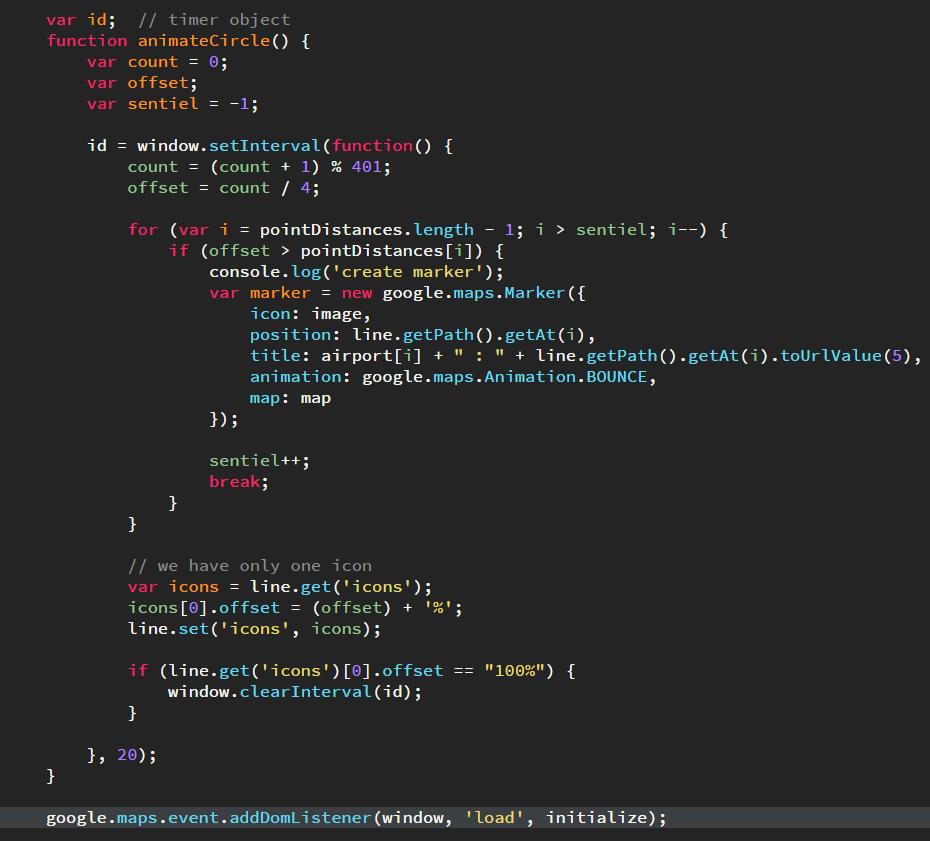 var id;  // timer object
function animateCircle() {
    var count = 0;
    var offset;
    var sentiel = -1;

    id = window.setInterval(function() {
        count = (count + 1) % 401;
        offset = count / 4;

        for (var i = pointDistances.length - 1; i > sentiel; i--) {
            if (offset > pointDistances[i]) {
                console.log('create marker');
                var marker = new google.maps.Marker({
                    icon: image,
                    position: line.getPath().getAt(i),
                    title: airport[i] + " : " + line.getPath().getAt(i).toUrlValue(5),
                    animation: google.maps.Animation.BOUNCE,
                    map: map
                });

                sentiel++;
                break;
            }
        }

        // we have only one icon
        var icons = line.get('icons');
        icons[0].offset = (offset) + '%';
        line.set('icons', icons);

        if (line.get('icons')[0].offset == "100%") {
            window.clearInterval(id);
        }

    }, 20);
}

google.maps.event.addDomListener(window, 'load', initialize);